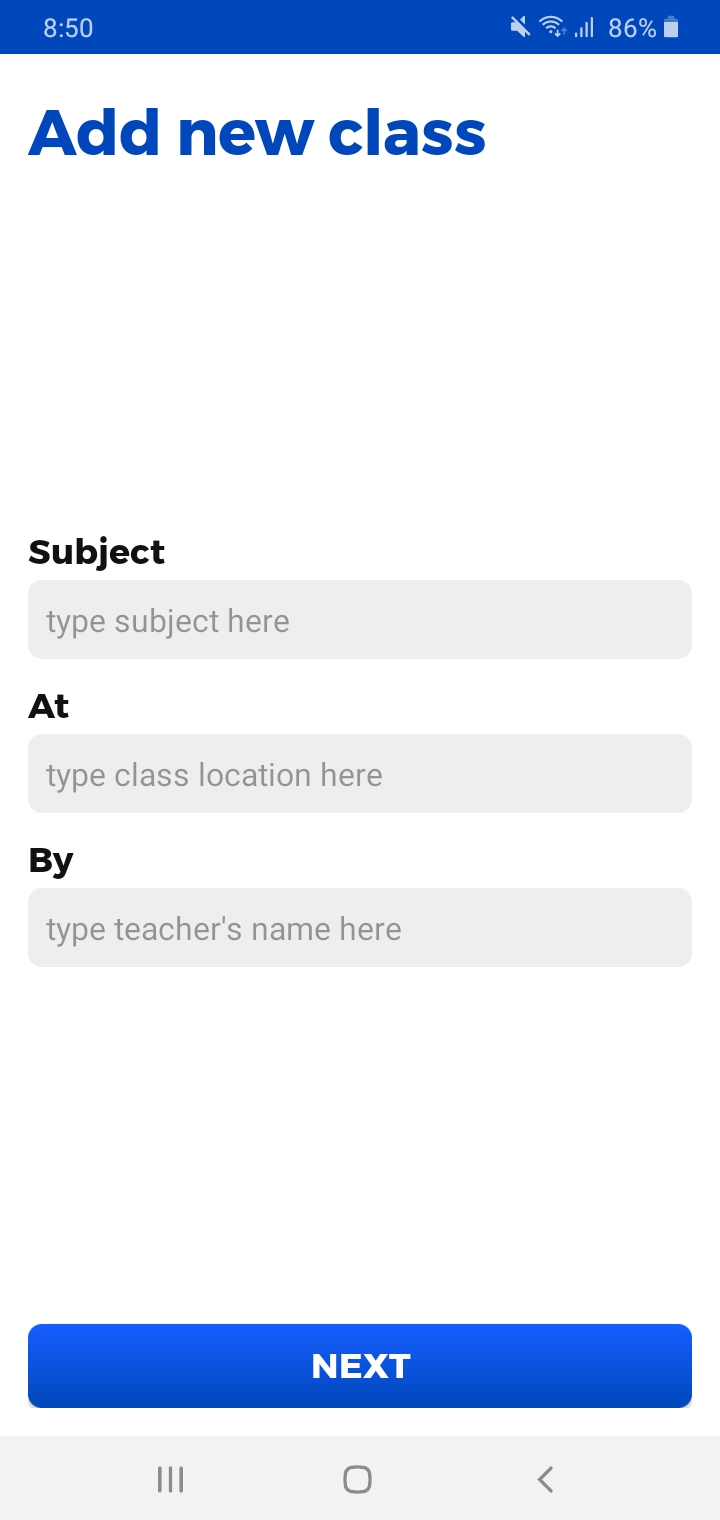 8:50 86%
Add new class
Subject
type subject here
At
type class location here
By
type teacher's name here
NEXT